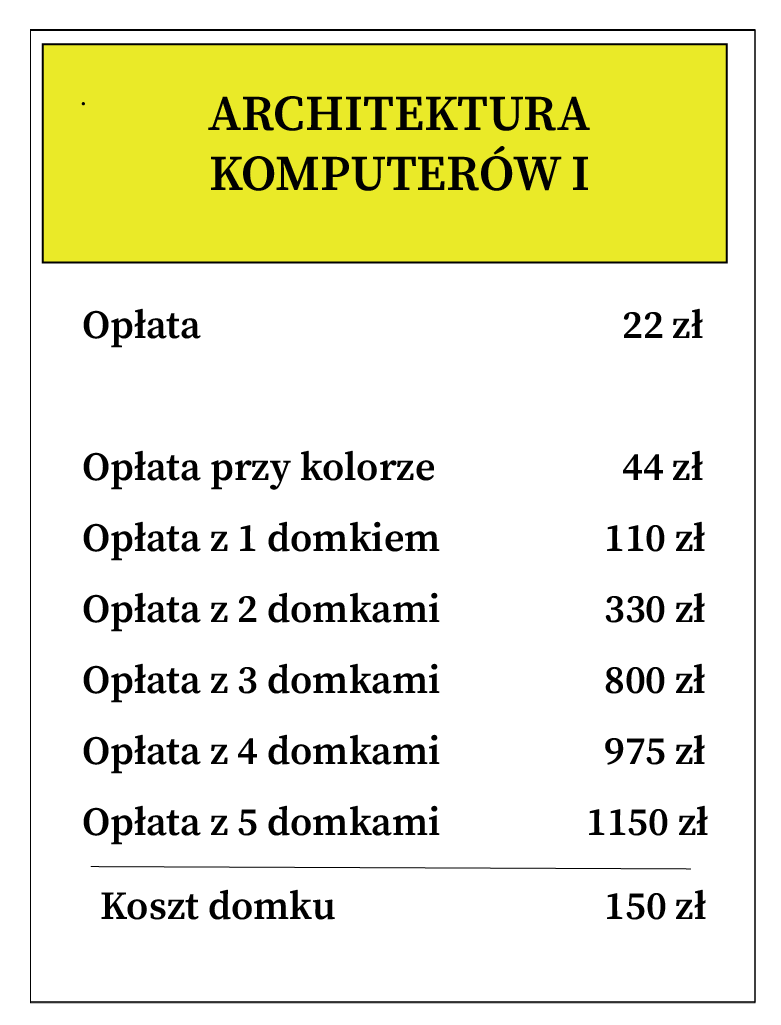 ARCHITEKTURA
KOMPUTERÓW I
Opłata 22 zł
Opłata przy kolorze 44 zł
Opłata z 1 domkiem 110 zł
Opłata z 2 domkami 330 zł
Opłata z 3 domkami 800 zł
Opłata z 4 domkami 975 zł
Opłata z 5 domkami 1150 zł
Koszt domku 150 zł